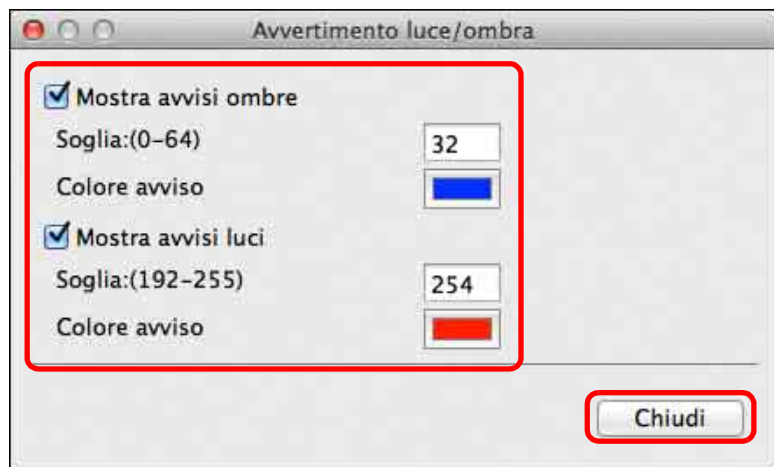 Avvertimento luce/ombra
Mostra avvisi ombre
Soglia:(0-64) 32
Colore avviso
Mostra avvisi luci
Soglia:(192-255) 254
Colore avviso
Chiudi